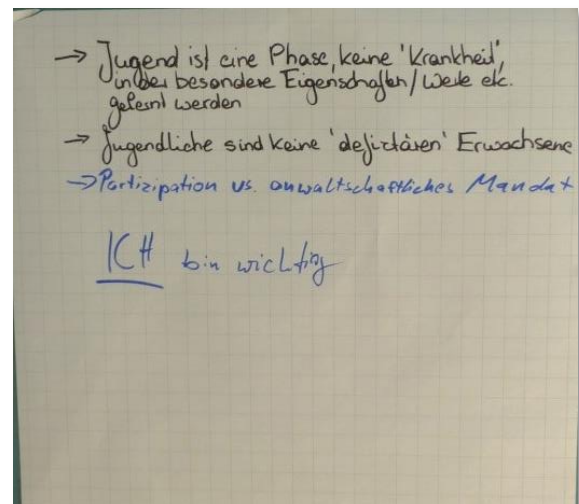 → Jugend ist eine Phase, keine 'Krankheit',
in der besondere Eigenschaften / Werte etc.
gelernt werden
→ Jugendliche sind keine 'defizitären' Erwachsene
→ Partizipation vs. anwaltschaftliches Mandat
ICH bin wichtig